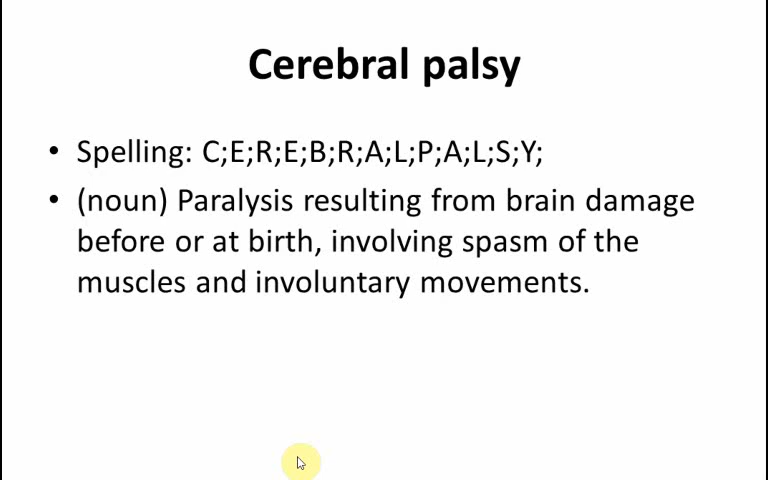 Cerebral palsy
• Spelling: C;E;R;E;B;R;A;L;P;A;L;S;Y;
• (noun) Paralysis resulting from brain damage
before or at birth, involving spasm of the
muscles and involuntary movements.